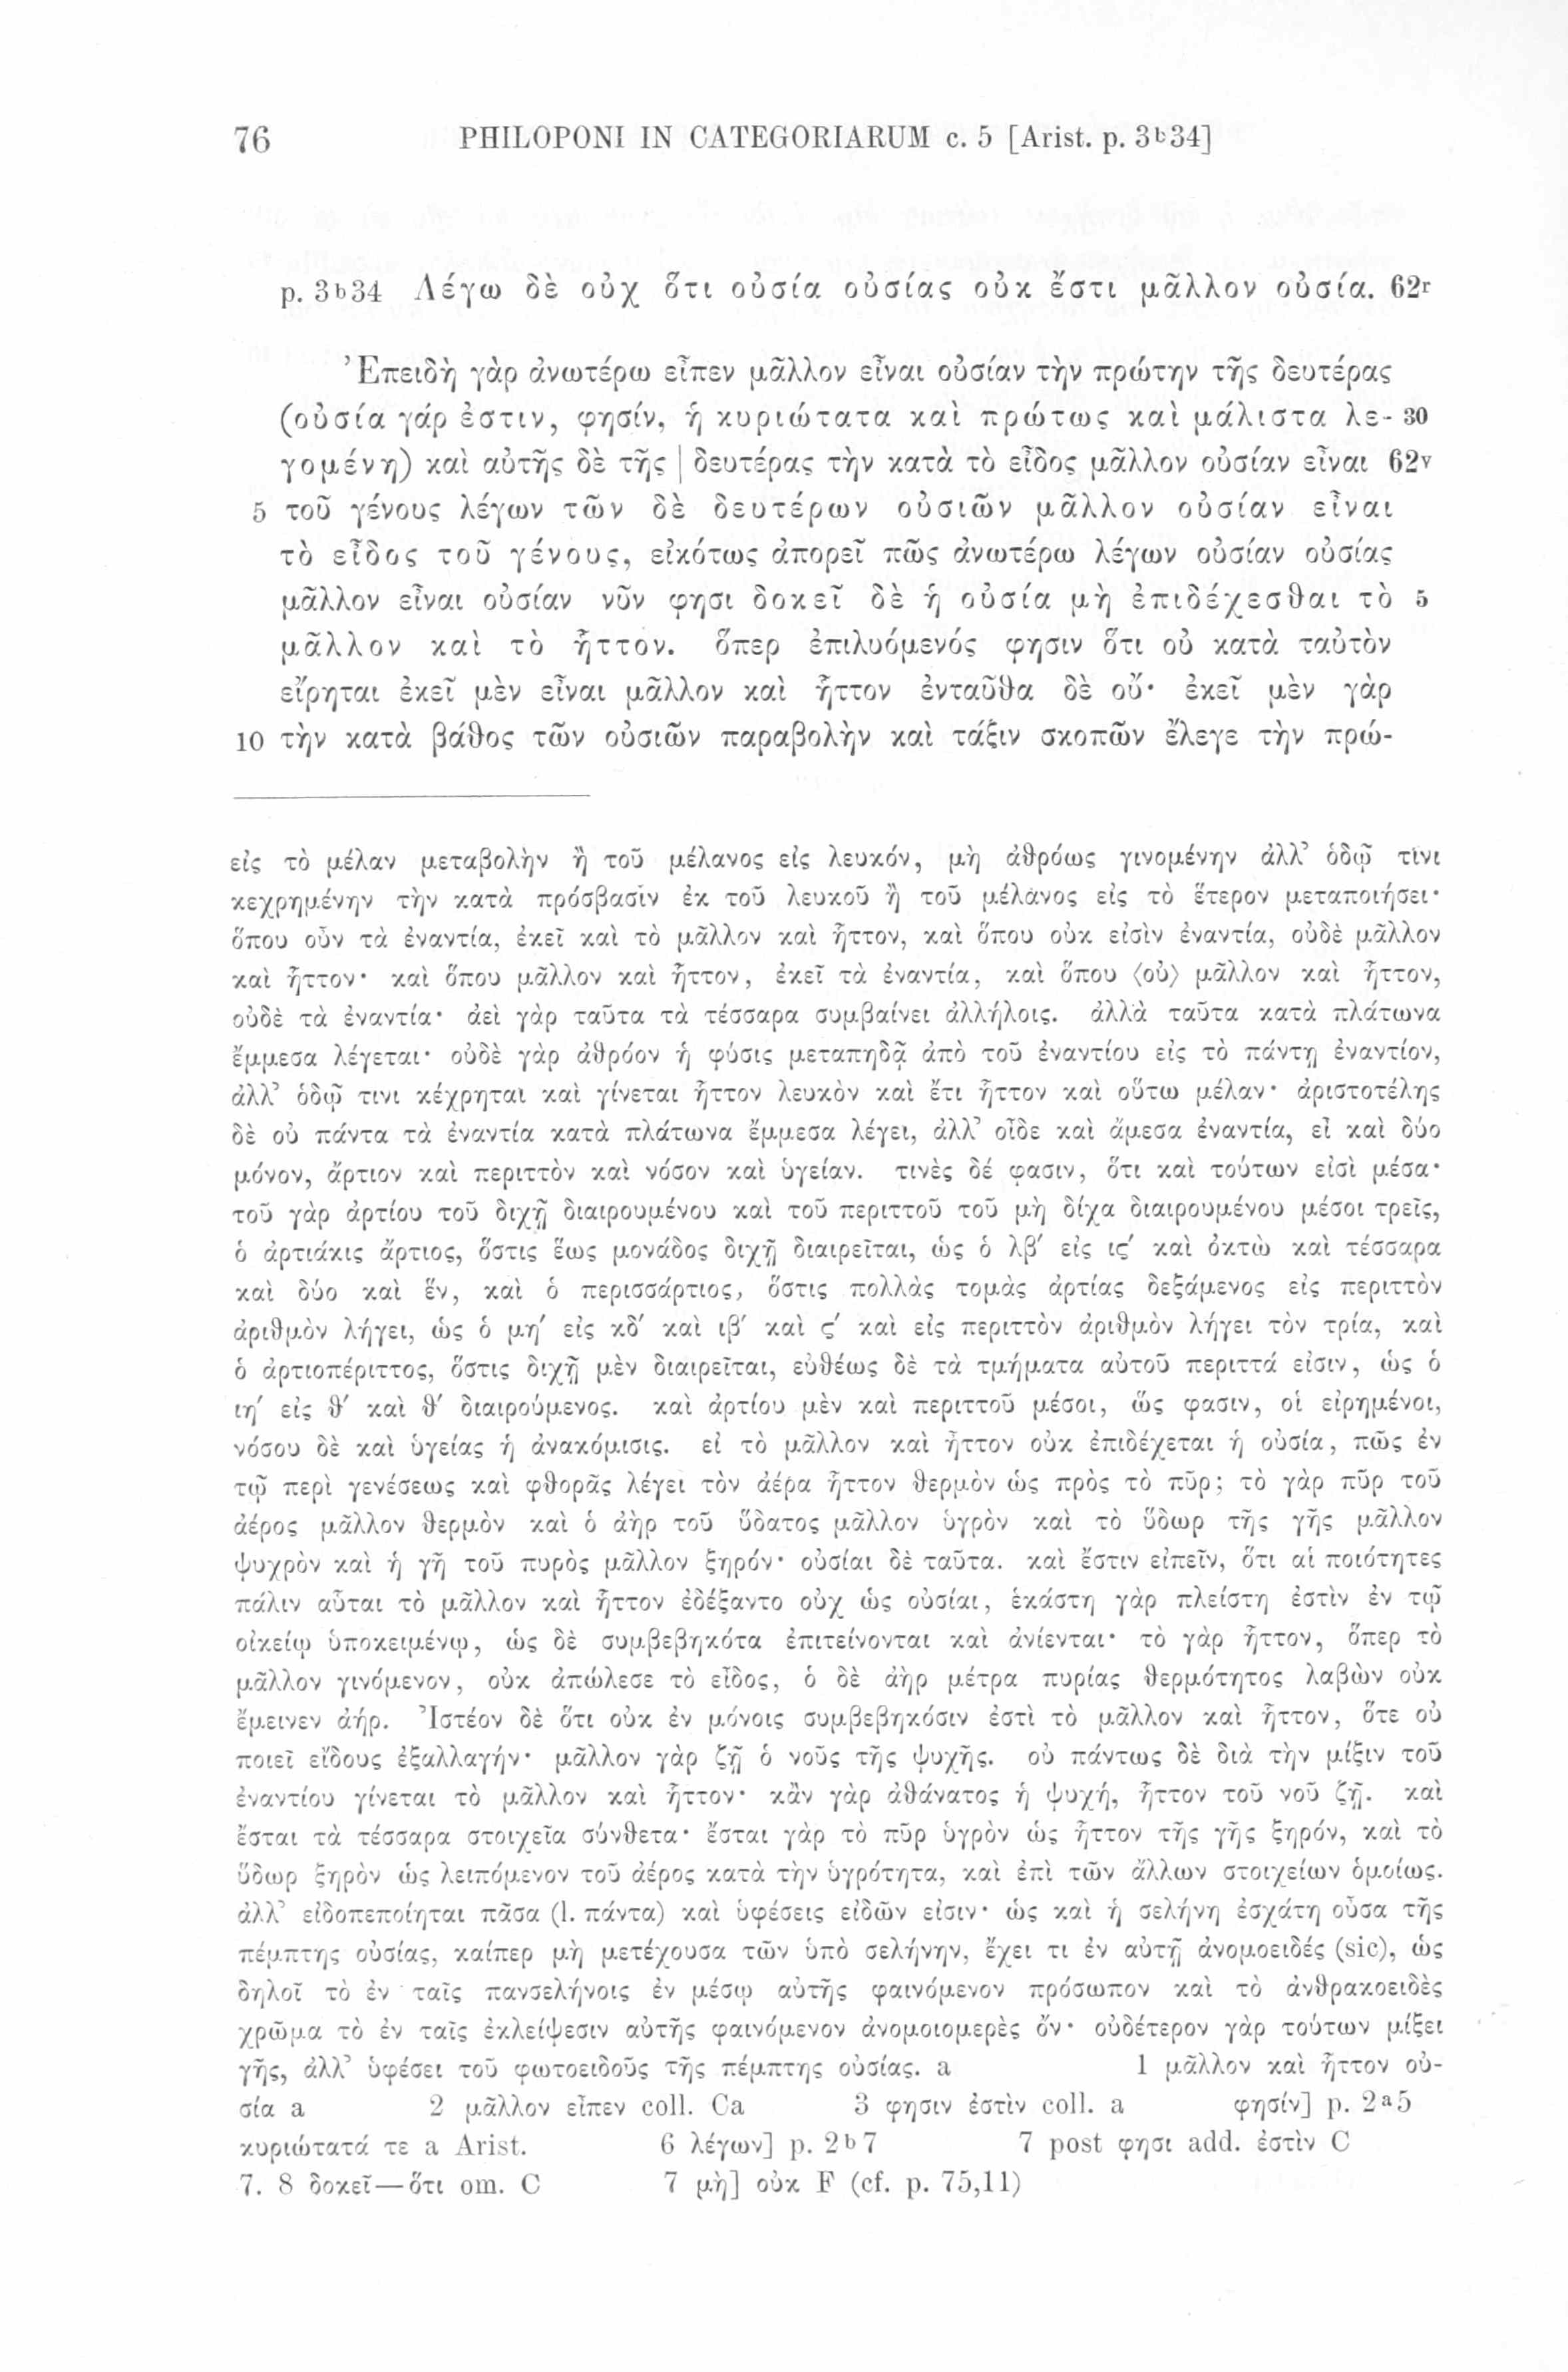 76 PHILOPONI IN CATEGORIARUM c. 5 [Arist. p. 3b34]
p. 3b34 Λέγω δὲ οὐχ ὅτι οὐσία οὐσίας οὐκ ἔστι μᾶλλον οὐσία. 62r
Ἐπειδὴ γὰρ ἀνωτέρω εἶπεν μᾶλλον εἶναι οὐσίαν τὴν πρώτην τῆς δευτέρας
(οὐσία γάρ ἐστιν, φησίν, ἡ κυριώτατα καὶ πρώτως καὶ μάλιστα λε- 30
γομένη) καὶ αὐτῆς δὲ τῆς | δευτέρας τὴν κατὰ τὸ εἶδος μᾶλλον οὐσίαν εἶναι 62v
5 τοῦ γένους λέγων τῶν δὲ δευτέρων οὐσιῶν μᾶλλον οὐσίαν εἶναι
τὸ εἶδος τοῦ γένους, εἰκότως ἀπορεῖ πῶς ἀνωτέρω λέγων οὐσίαν οὐσίας
μᾶλλον εἶναι οὐσίαν νῦν φησι δοκεῖ δὲ ἡ οὐσία μὴ ἐπιδέχεσθαι τὸ 5
μᾶλλον καὶ τὸ ἧττον. ὅπερ ἐπιλυόμενός φησιν ὅτι οὐ κατὰ ταὐτὸν
εἴρηται ἐκεῖ μὲν εἶναι μᾶλλον καὶ ἧττον ἐνταῦθα δὲ οὔ· ἐκεῖ μὲν γὰρ
10 τὴν κατὰ βάθος τῶν οὐσιῶν παραβολὴν καὶ τάξιν σκοπῶν ἔλεγε τὴν πρώ-
εἰς τὸ μέλαν μεταβολὴν ἢ τοῦ μέλανος εἰς λευκόν, μὴ ἀθρόως γινομένην ἀλλ’ ὁδῷ τινι
κεχρημένην τὴν κατὰ πρόσβασιν ἐκ τοῦ λευκοῦ ἢ τοῦ μέλανος εἰς τὸ ἕτερον μεταποιήσει·
ὅπου οὖν τὰ ἐναντία, ἐκεῖ καὶ τὸ μᾶλλον καὶ ἧττον, καὶ ὅπου οὐκ εἰσὶν ἐναντία, οὐδὲ μᾶλλον
καὶ ἧττον· καὶ ὅπου μᾶλλον καὶ ἧττον, ἐκεῖ τὰ ἐναντία, καὶ ὅπου ⟨οὐ⟩ μᾶλλον καὶ ἧττον,
οὐδὲ τὰ ἐναντία· ἀεὶ γὰρ ταῦτα τὰ τέσσαρα συμβαίνει ἀλλήλοις. ἀλλὰ ταῦτα κατὰ πλάτωνα
ἔμμεσα λέγεται· οὐδὲ γὰρ ἀθρόον ἡ φύσις μεταπηδᾷ ἀπὸ τοῦ ἐναντίου εἰς τὸ πάντῃ ἐναντίον,
ἀλλ’ ὁδῷ τινι κέχρηται καὶ γίνεται ἧττον λευκὸν καὶ ἔτι ἧττον καὶ οὕτω μέλαν· ἀριστοτέλης
δὲ οὐ πάντα τὰ ἐναντία κατὰ πλάτωνα ἔμμεσα λέγει, ἀλλ’ οἶδε καὶ ἄμεσα ἐναντία, εἰ καὶ δύο
μόνον, ἄρτιον καὶ περιττὸν καὶ νόσον καὶ ὑγείαν. τινὲς δέ φασιν, ὅτι καὶ τούτων εἰσὶ μέσα·
τοῦ γὰρ ἀρτίου τοῦ διχῇ διαιρουμένου καὶ τοῦ περιττοῦ τοῦ μὴ δίχα διαιρουμένου μέσοι τρεῖς,
ὁ ἀρτιάκις ἄρτιος, ὅστις ἕως μονάδος διχῇ διαιρεῖται, ὡς ὁ λβ′ εἰς ις′ καὶ ὀκτὼ καὶ τέσσαρα
καὶ δύο καὶ ἕν, καὶ ὁ περισσάρτιος, ὅστις πολλὰς τομὰς ἀρτίας δεξάμενος εἰς περιττὸν
ἀριθμὸν λήγει, ὡς ὁ μη′ εἰς κδ′ καὶ ιβ′ καὶ ς′ καὶ εἰς περιττὸν ἀριθμὸν λήγει τὸν τρία, καὶ
ὁ ἀρτιοπέριττος, ὅστις διχῇ μὲν διαιρεῖται, εὐθέως δὲ τὰ τμήματα αὐτοῦ περιττά εἰσιν, ὡς ὁ
ιη′ εἰς θ′ καὶ θ′ διαιρούμενος. καὶ ἀρτίου μὲν καὶ περιττοῦ μέσοι, ὥς φασιν, οἱ εἰρημένοι,
νόσου δὲ καὶ ὑγείας ἡ ἀνακόμισις. εἰ τὸ μᾶλλον καὶ ἧττον οὐκ ἐπιδέχεται ἡ οὐσία, πῶς ἐν
τῷ περὶ γενέσεως καὶ φθορᾶς λέγει τὸν ἀέρα ἧττον θερμὸν ὡς πρὸς τὸ πῦρ; τὸ γὰρ πῦρ τοῦ
ἀέρος μᾶλλον θερμὸν καὶ ὁ ἀὴρ τοῦ ὕδατος μᾶλλον ὑγρὸν καὶ τὸ ὕδωρ τῆς γῆς μᾶλλον
ψυχρὸν καὶ ἡ γῆ τοῦ πυρὸς μᾶλλον ξηρόν· οὐσίαι δὲ ταῦτα. καὶ ἔστιν εἰπεῖν, ὅτι αἱ ποιότητες
πάλιν αὗται τὸ μᾶλλον καὶ ἧττον ἐδέξαντο οὐχ ὡς οὐσίαι, ἑκάστη γὰρ πλείστη ἐστὶν ἐν τῷ
οἰκείῳ ὑποκειμένῳ, ὡς δὲ συμβεβηκότα ἐπιτείνονται καὶ ἀνίενται· τὸ γὰρ ἧττον, ὅπερ τὸ
μᾶλλον γινόμενον, οὐκ ἀπώλεσε τὸ εἶδος, ὁ δὲ ἀὴρ μέτρα πυρίας θερμότητος λαβὼν οὐκ
ἔμεινεν ἀήρ. Ἰστέον δὲ ὅτι οὐκ ἐν μόνοις συμβεβηκόσιν ἐστὶ τὸ μᾶλλον καὶ ἧττον, ὅτε οὐ
ποιεῖ εἴδους ἐξαλλαγήν· μᾶλλον γὰρ ζῇ ὁ νοῦς τῆς ψυχῆς. οὐ πάντως δὲ διὰ τὴν μίξιν τοῦ
ἐναντίου γίνεται τὸ μᾶλλον καὶ ἧττον· κἂν γὰρ ἀθάνατος ἡ ψυχή, ἧττον τοῦ νοῦ ζῇ. καὶ
ἔσται τὰ τέσσαρα στοιχεῖα σύνθετα· ἔσται γὰρ τὸ πῦρ ὑγρὸν ὡς ἧττον τῆς γῆς ξηρόν, καὶ τὸ
ὕδωρ ξηρὸν ὡς λειπόμενον τοῦ ἀέρος κατὰ τὴν ὑγρότητα, καὶ ἐπὶ τῶν ἄλλων στοιχείων ὁμοίως.
ἀλλ’ εἰδοπεποίηται πᾶσα (l. πάντα) καὶ ὑφέσεις εἰδῶν εἰσιν· ὡς καὶ ἡ σελήνη ἐσχάτη οὖσα τῆς
πέμπτης οὐσίας, καίπερ μὴ μετέχουσα τῶν ὑπὸ σελήνην, ἔχει τι ἐν αὐτῇ ἀνομοειδές (sic), ὡς
δηλοῖ τὸ ἐν ταῖς πανσελήνοις ἐν μέσῳ αὐτῆς φαινόμενον πρόσωπον καὶ τὸ ἀνθρακοειδὲς
χρῶμα τὸ ἐν ταῖς ἐκλείψεσιν αὐτῆς φαινόμενον ἀνομοιομερὲς ὄν· οὐδέτερον γὰρ τούτων μίξει
γῆς, ἀλλ’ ὑφέσει τοῦ φωτοειδοῦς τῆς πέμπτης οὐσίας. a 1 μᾶλλον καὶ ἧττον οὐ-
σία a 2 μᾶλλον εἶπεν coll. Ca 3 φησιν ἐστὶν coll. a φησίν] p. 2a5
κυριώτατά τε a Arist. 6 λέγων] p. 2b7 7 post φησι add. ἐστὶν C
7. 8 δοκεῖ—ὅτι om. C 7 μὴ] οὐκ F (cf. p. 75,11)